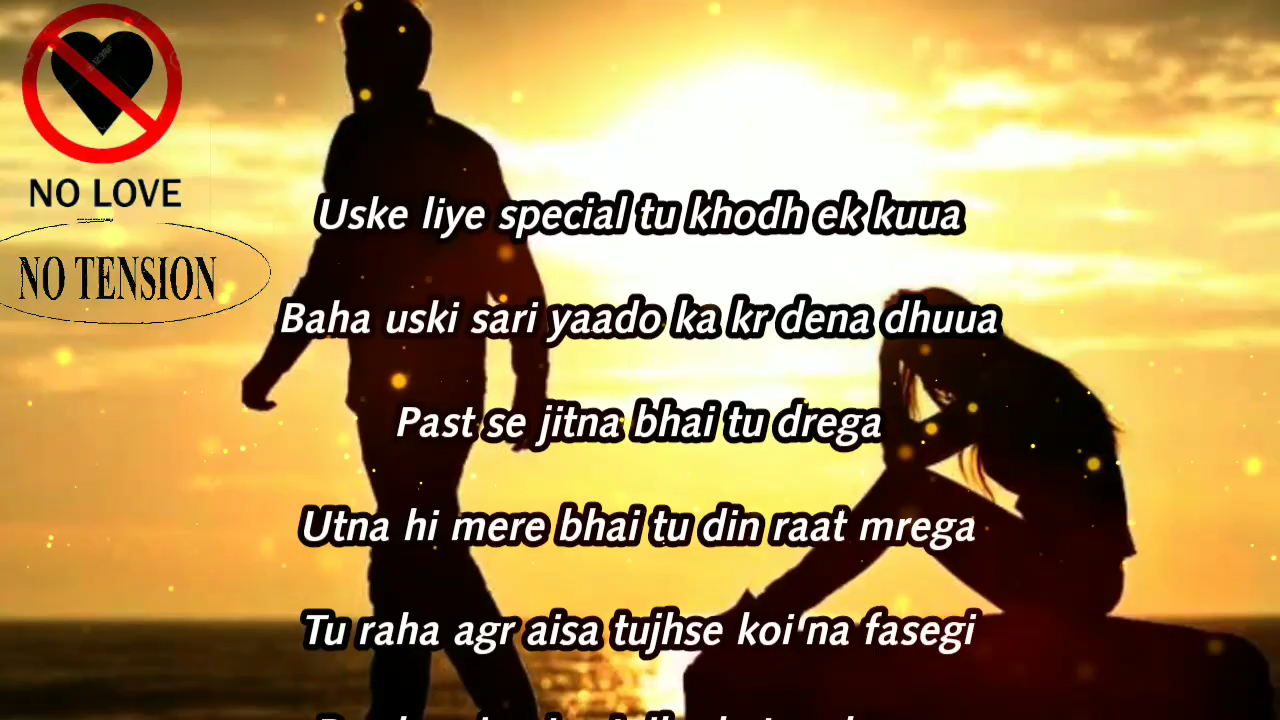 NO LOVE
NO TENSION
Uske liye special tu khodh ek kuua
Baha uski sari yaado ka kr dena dhuua
Past se jitna bhai tu drega
Utna hi mere bhai tu din raat mrega
Tu raha agr aisa tujhse koi na fasegi